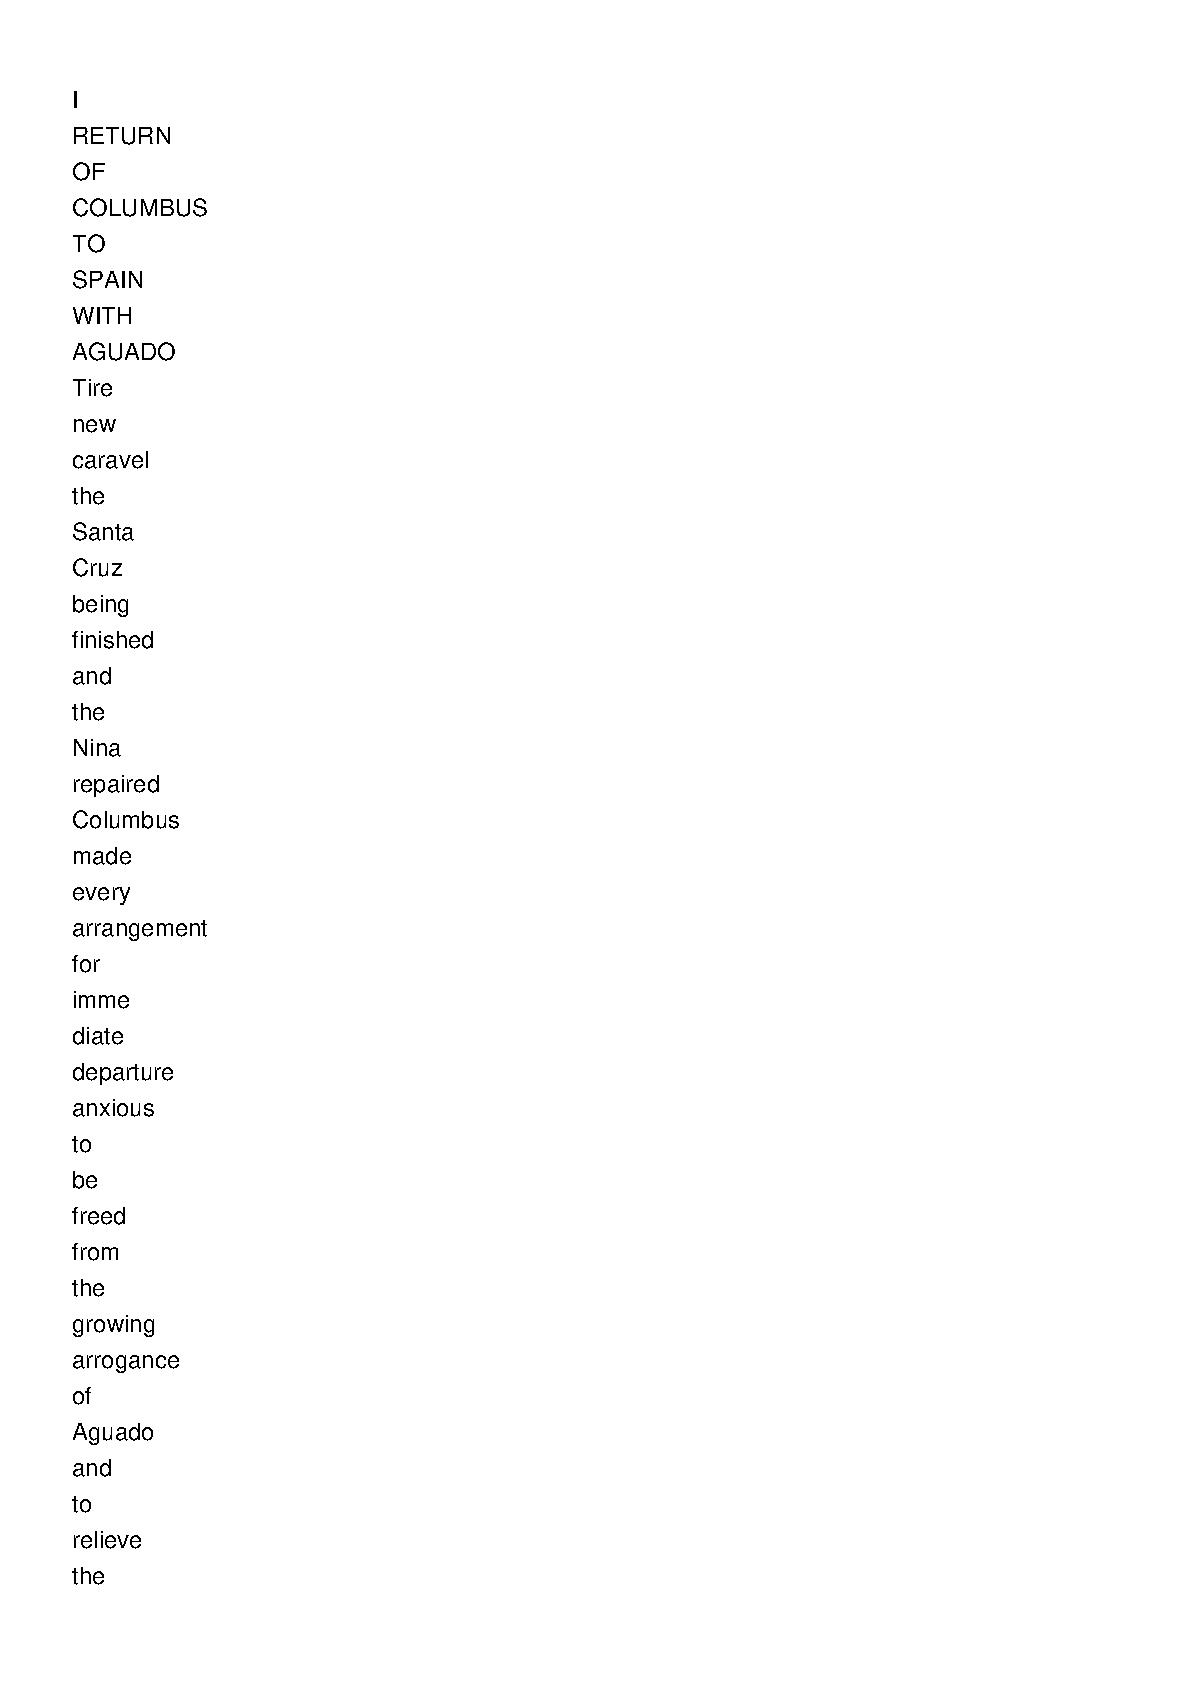 I
RETURN
OF
COLUMBUS
TO
SPAIN
WITH
AGUADO
Tire
new
caravel
the
Santa
Cruz
being
finished
and
the
Nina
repaired
Columbus
made
every
arrangement
for
imme
diate
departure
anxious
to
be
freed
from
the
growing
arrogance
of
Aguado
and
to
relieve
the